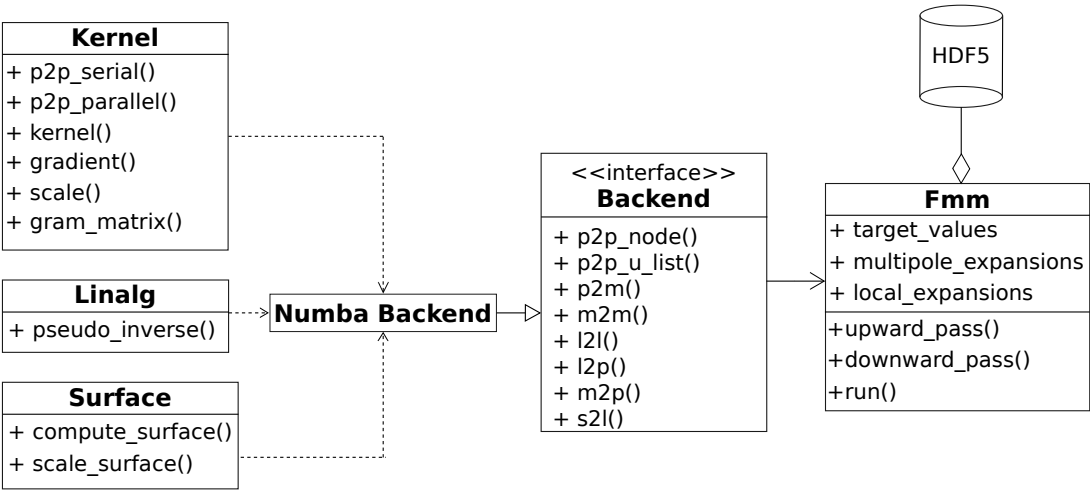 Kernel
+ p2p_serial()
+ p2p_parallel()
+ kernel()
+ gradient()
+ scale()
+ gram_matrix()
Linalg
+ pseudo_inverse()
Surface
+ compute_surface()
+ scale_surface()
Numba Backend
<<interface>>
Backend
+ p2p_node()
+ p2p_u_list()
+ p2m()
+ m2m()
+ l2l()
+ l2p()
+ m2p()
+ s2l()
HDF5
Fmm
+ target_values
+ multipole_expansions
+ local_expansions
+upward_pass()
+downward_pass()
+run()